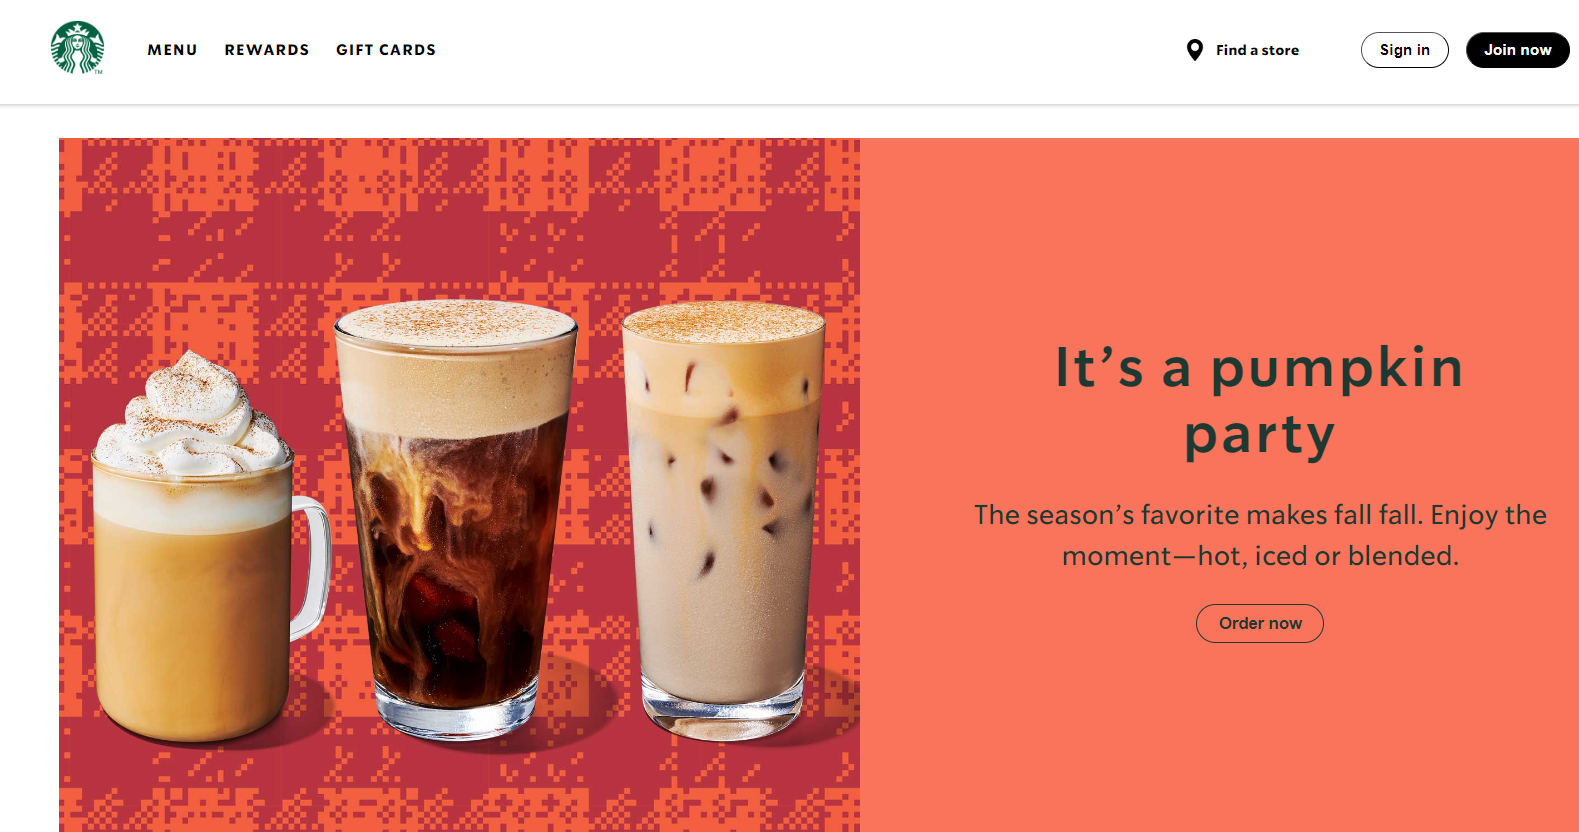 MENU REWARDS GIFT CARDS Find a store Sign in Join now
TM
It’s a pumpkin
party
The season’s favorite makes fall fall. Enjoy the
moment—hot, iced or blended.
Order now